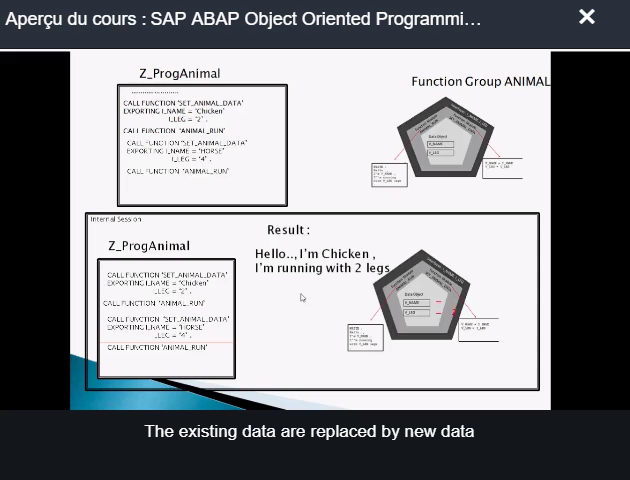 Aperçu du cours : SAP ABAP Object Oriented Programmi…
Z_ProgAnimal
Function Group ANIMAL
CALL FUNCTION 'SET_ANIMAL_DATA'
EXPORTING I_NAME = 'Chicken'
I_LEG = '2' .
CALL FUNCTION 'ANIMAL_RUN'
CALL FUNCTION 'SET_ANIMAL_DATA'
EXPORTING I_NAME = 'HORSE'
I_LEG = '4' .
CALL FUNCTION 'ANIMAL_RUN'
Data Object
V_NAME
V_LEG
Internal Session
Z_ProgAnimal
Result :
Hello.., I'm Chicken ,
I'm running with 2 legs
CALL FUNCTION 'SET_ANIMAL_DATA'
EXPORTING I_NAME = 'Chicken'
I_LEG = '2' .
CALL FUNCTION 'ANIMAL_RUN'
CALL FUNCTION 'SET_ANIMAL_DATA'
EXPORTING I_NAME = 'HORSE'
I_LEG = '4' .
CALL FUNCTION 'ANIMAL_RUN'
Data Object
V_NAME
V_LEG
The existing data are replaced by new data